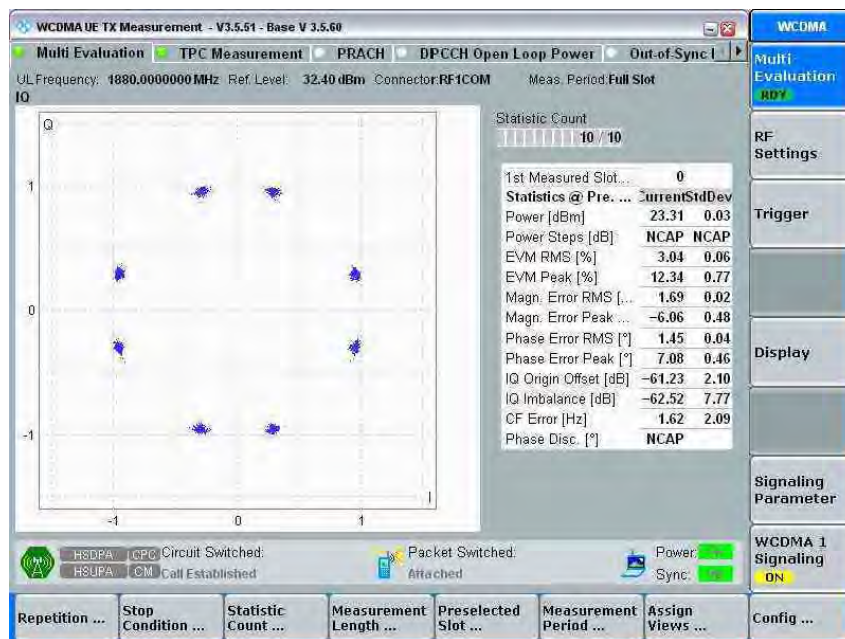 WCDMA UE TX Measurement - V3.5.51 - Base V 3.5.60
WCDMA
Multi Evaluation TPC Measurement PRACH DPCCH Open Loop Power Out-of-Sync
UL Frequency: 1880.0000000 MHz Ref. Level: 32.40 dBm Connector: RF1COM Meas. Period: Full Slot
IQ
Q
1
0
-1
-1 0 1
I
Statistic Count
10 / 10
1st Measured Slot... 0
Statistics @ Pre. ... Current StdDev
Power [dBm] 23.31 0.03
Power Steps [dB] NCAP NCAP
EVM RMS [%] 3.04 0.06
EVM Peak [%] 12.34 0.77
Magn. Error RMS [... 1.69 0.02
Magn. Error Peak ... -6.06 0.48
Phase Error RMS [°] 1.45 0.04
Phase Error Peak [°] 7.08 0.46
IQ Origin Offset [dB] -61.23 2.10
IQ Imbalance [dB] -62.52 7.77
CF Error [Hz] 1.62 2.09
Phase Disc. [°] NCAP
Multi Evaluation
RDY
RF Settings
Trigger
Display
Signaling Parameter
WCDMA 1 Signaling
ON
HSDPA CPC Circuit Switched:
HSUPA CM Call Established
Packet Switched:
Attached
Power:
Sync:
Repetition ...
Stop Condition ...
Statistic Count ...
Measurement Length ...
Preselected Slot ...
Measurement Period ...
Assign Views ...
Config ...